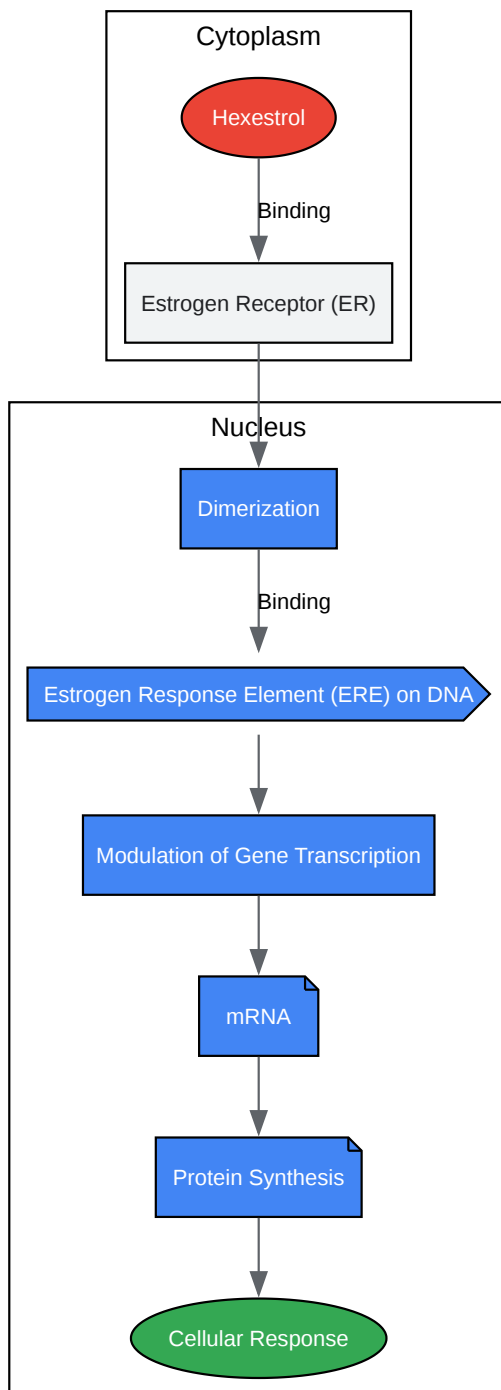 Cytoplasm
Hexestrol
Binding
Estrogen Receptor (ER)
Nucleus
Dimerization
Binding
Estrogen Response Element (ERE) on DNA
Modulation of Gene Transcription
mRNA
Protein Synthesis
Cellular Response